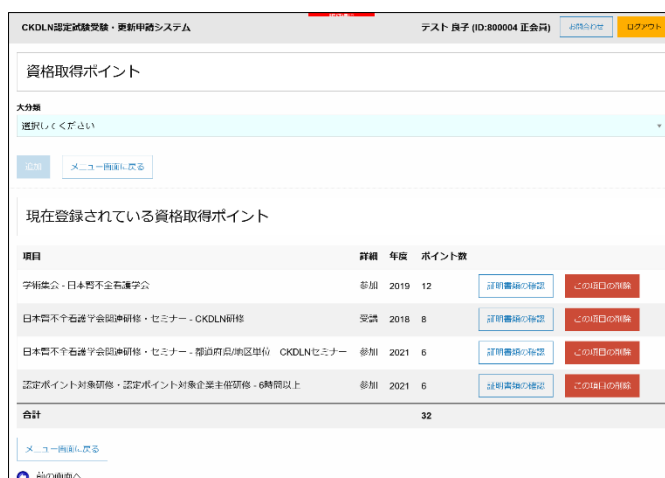 CKDLN認定試験受験・更新申請システム
テスト 良子 (ID:800004 正会員) お問合わせ ログアウト
資格取得ポイント
大分類
選択してください
追加 メニュー画面に戻る
現在登録されている資格取得ポイント
項目 詳細 年度 ポイント数
学術集会 - 日本腎不全看護学会 参加 2019 12 証明書類の確認 この項目の削除
日本腎不全看護学会関連研修・セミナー - CKDLN研修 受講 2018 8 証明書類の確認 この項目の削除
日本腎不全看護学会関連研修・セミナー - 都道府県/地区単位 CKDLNセミナー 参加 2021 6 証明書類の確認 この項目の削除
認定ポイント対象研修・認定ポイント対象企業主催研修 - 6時間以上 参加 2021 6 証明書類の確認 この項目の削除
合計 32
メニュー画面に戻る
前の画面へ